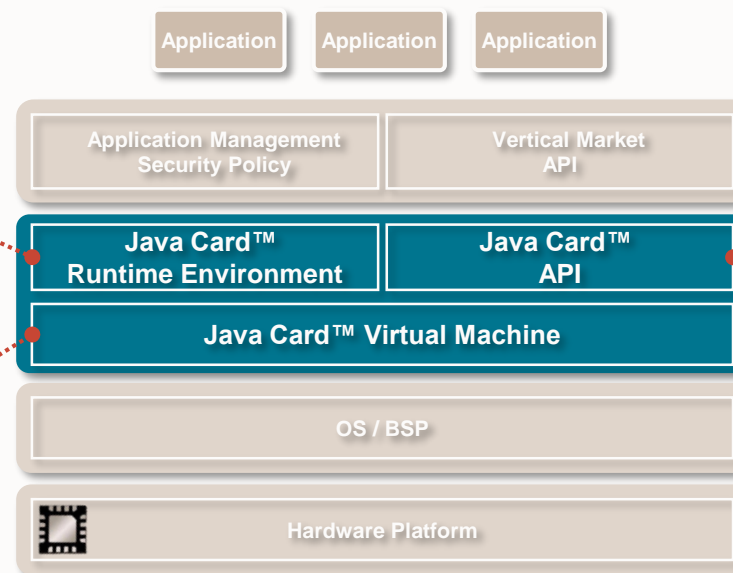 Application
Application
Application
Application Management
Security Policy
Vertical Market
API
Java Card™
Runtime Environment
Java Card™
API
Java Card™ Virtual Machine
OS / BSP
Hardware Platform